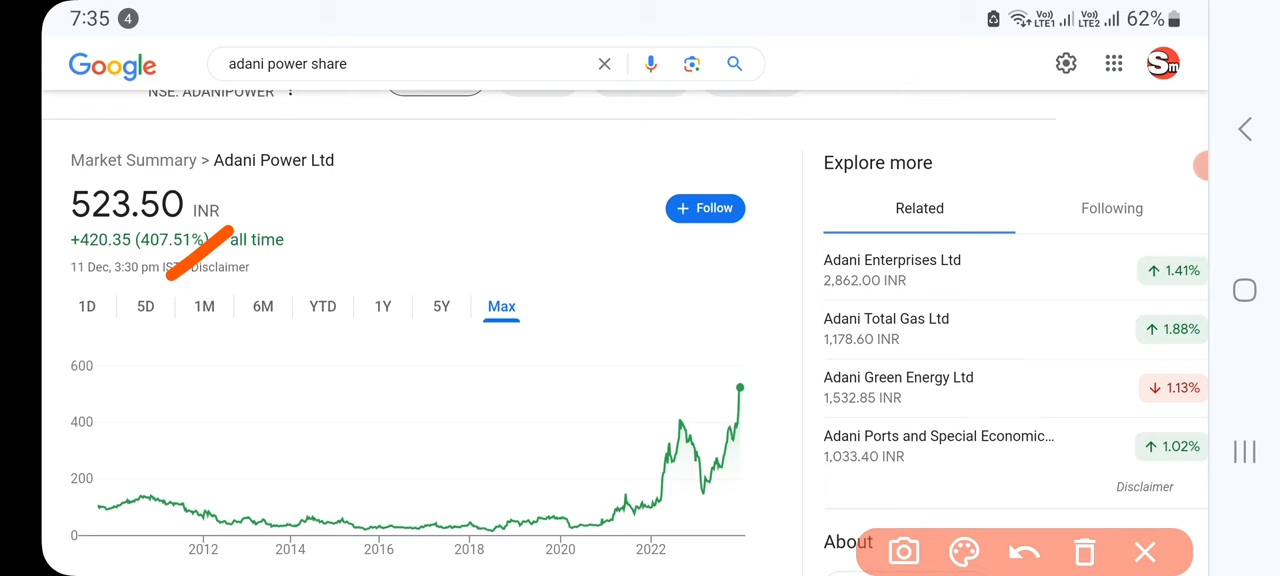 7:35 4 Vo)) LTE1 Vo)) LTE2 62%
Google adani power share
NSE: ADANIPOWER
Market Summary > Adani Power Ltd
523.50 INR
+ Follow
+420.35 (407.51%) all time
11 Dec, 3:30 pm IST Disclaimer
1D 5D 1M 6M YTD 1Y 5Y Max
600
400
200
0
2012 2014 2016 2018 2020 2022
Explore more
Related Following
Adani Enterprises Ltd
2,862.00 INR
↑ 1.41%
Adani Total Gas Ltd
1,178.60 INR
↑ 1.88%
Adani Green Energy Ltd
1,532.85 INR
↓ 1.13%
Adani Ports and Special Economic...
1,033.40 INR
↑ 1.02%
Disclaimer
About